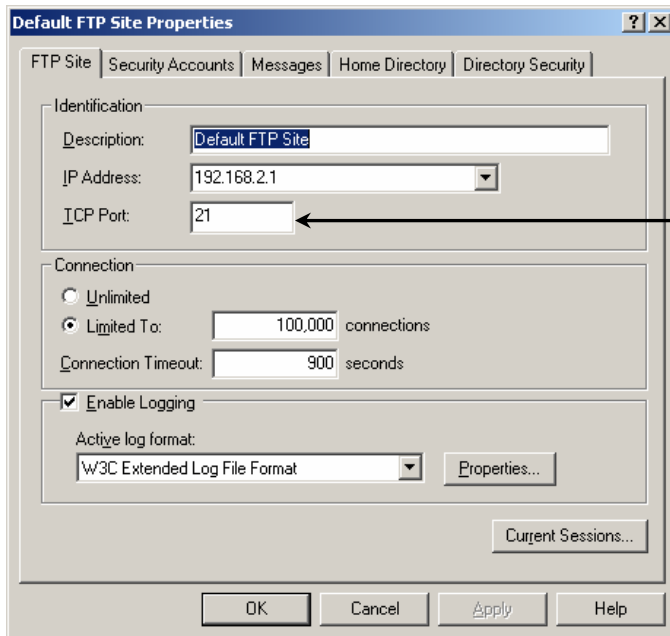 Default FTP Site Properties
FTP Site Security Accounts Messages Home Directory Directory Security
Identification
Description: Default FTP Site
IP Address: 192.168.2.1
TCP Port: 21
Connection
Unlimited
Limited To: 100,000 connections
Connection Timeout: 900 seconds
Enable Logging
Active log format:
W3C Extended Log File Format Properties...
Current Sessions...
OK Cancel Apply Help